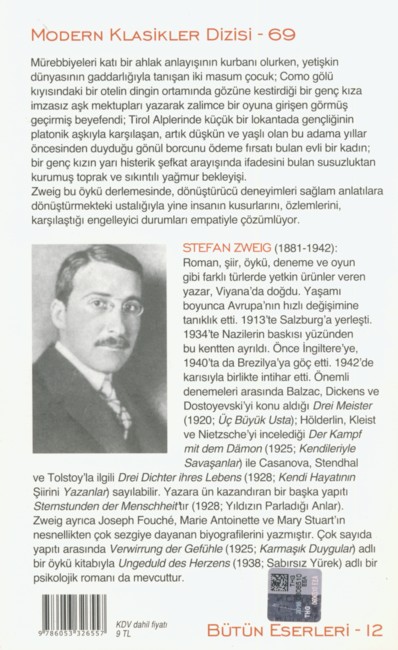 MODERN KLASİKLER DİZİSİ - 69
Mürebbiyeleri katı bir ahlak anlayışının kurbanı olurken, yetişkin
dünyasının gaddarlığıyla tanışan iki masum çocuk; Como gölü
kıyısındaki bir otelin dingin ortamında gözüne kestirdiği bir genç kıza
imzasız aşk mektupları yazarak zalimce bir oyuna girişen görmüş
geçirmiş beyefendi; Tirol Alplerinde küçük bir lokantada gençliğinin
platonik aşkıyla karşılaşan, artık düşkün ve yaşlı olan bu adama yıllar
öncesinden duyduğu gönül borcunu ödeme fırsatı bulan evli bir kadın;
bir genç kızın yarı histerik şefkat arayışında ifadesini bulan susuzluktan
kurumuş toprak ve sıkıntılı yağmur bekleyişi.
Zweig bu öykü derlemesinde, dönüştürücü deneyimleri sağlam anlatılara
dönüştürmekteki ustalığıyla yine insanın kusurlarını, özlemlerini,
karşılaştığı engelleyici durumları empatiyle çözümlüyor.
STEFAN ZWEIG (1881-1942):
Roman, şiir, öykü, deneme ve oyun
gibi farklı türlerde yetkin ürünler veren
yazar, Viyana'da doğdu. Yaşamı
boyunca Avrupa'nın hızlı değişimine
tanıklık etti. 1913'te Salzburg'a yerleşti.
1934'te Nazilerin baskısı yüzünden
bu kentten ayrıldı. Önce İngiltere'ye,
1940'ta da Brezilya'ya göç etti. 1942'de
karısıyla birlikte intihar etti. Önemli
denemeleri arasında Balzac, Dickens ve
Dostoyevski'yi konu aldığı Drei Meister
(1920; Üç Büyük Usta); Hölderlin, Kleist
ve Nietzsche'yi incelediği Der Kampf
mit dem Dämon (1925; Kendileriyle
Savaşanlar) ile Casanova, Stendhal
ve Tolstoy'la ilgili Drei Dichter ihres Lebens (1928; Kendi Hayatının
Şiirini Yazanlar) sayılabilir. Yazara ün kazandıran bir başka yapıtı
Sternstunden der Menschheit'tır (1928; Yıldızın Parladığı Anlar).
Zweig ayrıca Joseph Fouché, Marie Antoinette ve Mary Stuart'ın
nesnellikten çok sezgiye dayanan biyografilerini yazmıştır. Çok sayıda
yapıtı arasında Verwirrung der Gefühle (1925; Karmaşık Duygular) adlı
bir öykü kitabıyla Ungeduld des Herzens (1938; Sabırsız Yürek) adlı bir
psikolojik romanı da mevcuttur.
9 786053 326557
KDV dahil fiyatı
9 TL
BÜTÜN ESERLERİ - 12